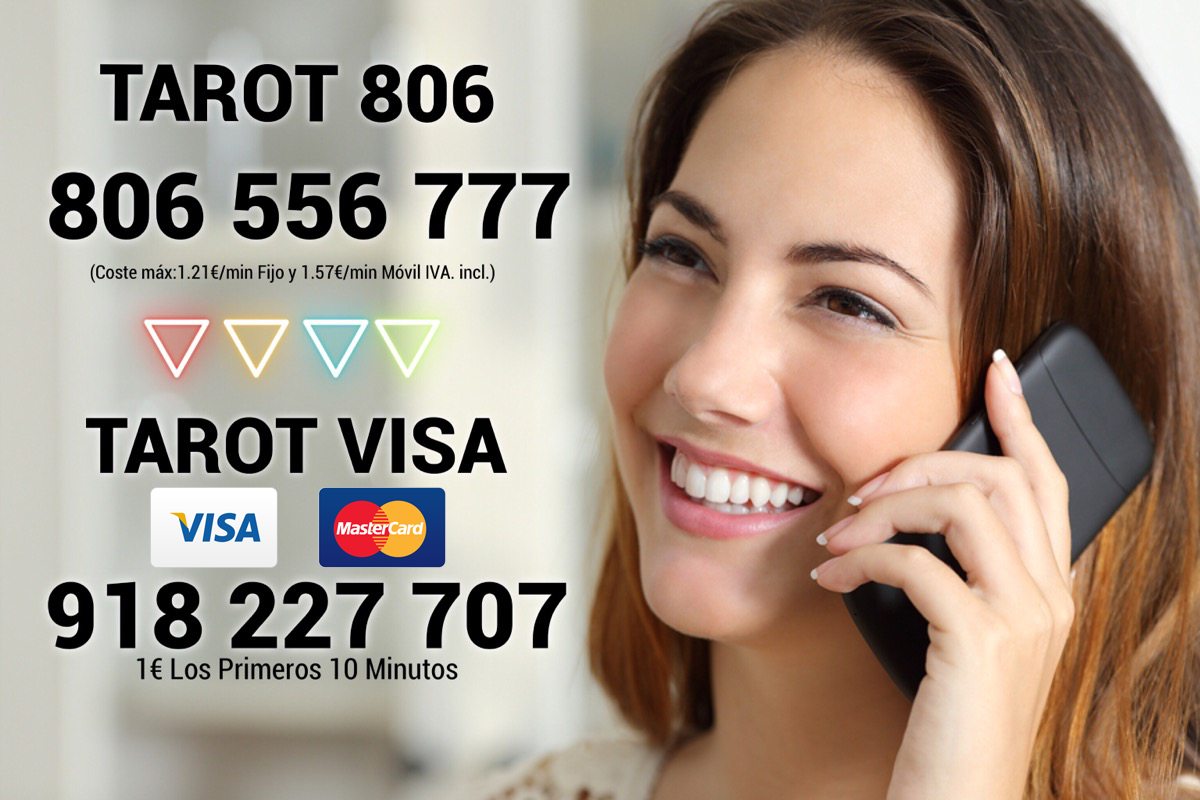 TAROT 806
806 556 777
(Coste máx:1.21€/min Fijo y 1.57€/min Móvil IVA. incl.)
TAROT VISA
VISA MasterCard
918 227 707
1€ Los Primeros 10 Minutos